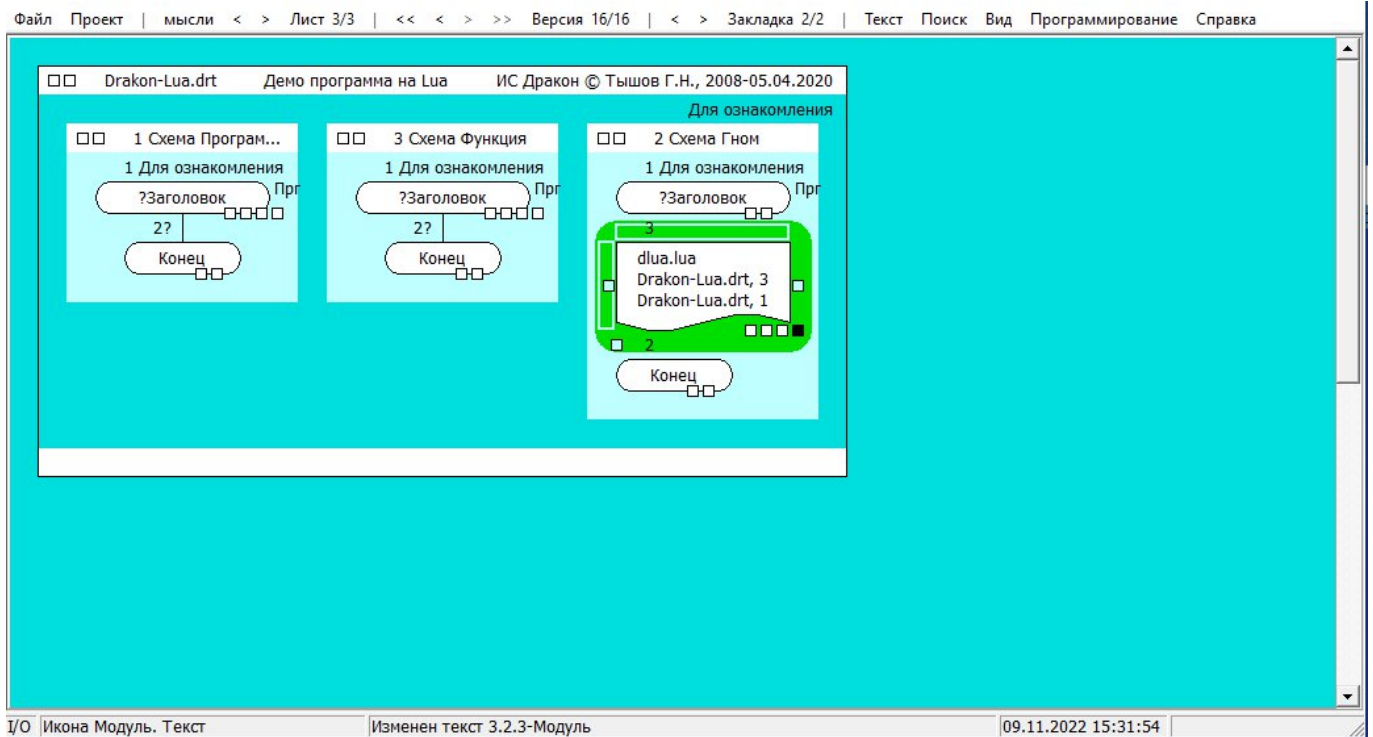 Файл Проект | мысли < > Лист 3/3 | << < > >> Версия 16/16 | < > Закладка 2/2 | Текст Поиск Вид Программирование Справка
Drakon-Lua.drt Демо программа на Lua ИС Дракон © Тышов Г.Н., 2008-05.04.2020
Для ознакомления
1 Схема Програм...
1 Для ознакомления
?Заголовок
Прг
2?
Конец
3 Схема Функция
1 Для ознакомления
?Заголовок
Прг
2?
Конец
2 Схема Гном
1 Для ознакомления
?Заголовок
Прг
3
dlua.lua
Drakon-Lua.drt, 3
Drakon-Lua.drt, 1
2
Конец
I/O Икона Модуль. Текст Изменен текст 3.2.3-Модуль 09.11.2022 15:31:54